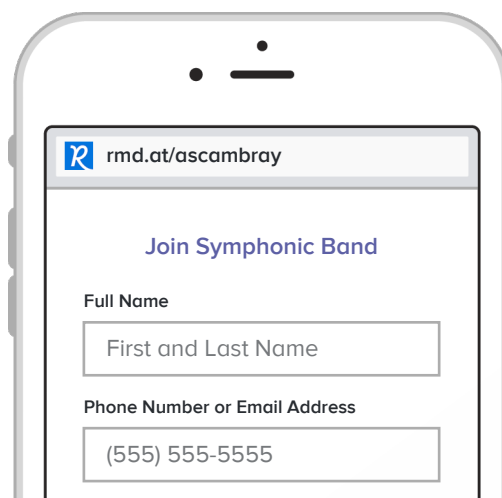 rmd.at/ascambray
Join Symphonic Band
Full Name
First and Last Name
Phone Number or Email Address
(555) 555-5555